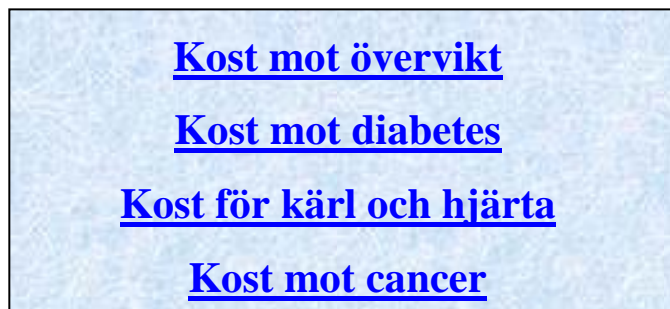 Kost mot övervikt
Kost mot diabetes
Kost för kärl och hjärta
Kost mot cancer